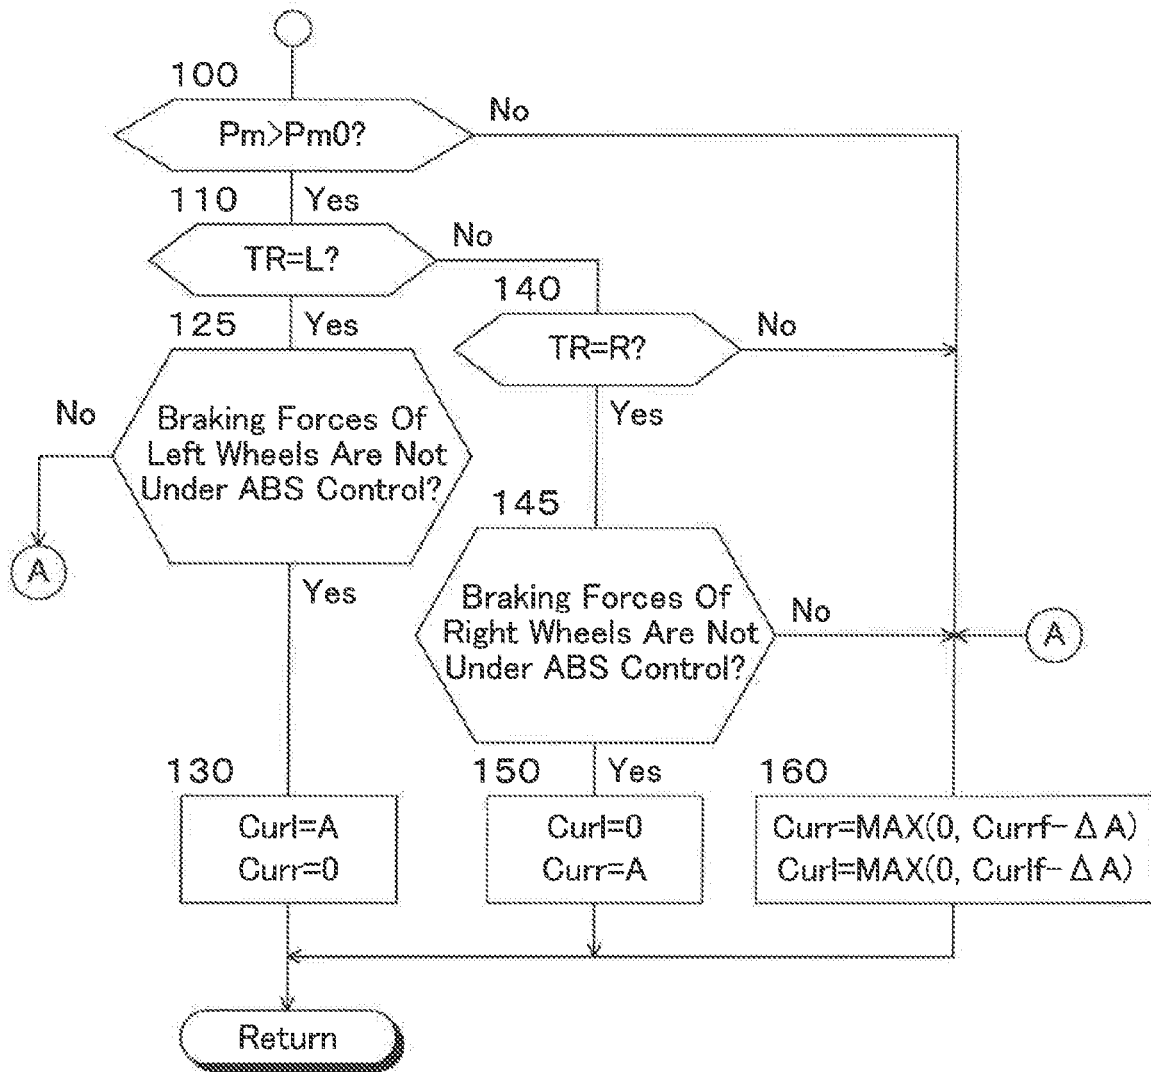 100
Pm>Pm0?
No
Yes
110
TR=L?
No
Yes
140
TR=R?
No
Yes
125
Braking Forces Of
Left Wheels Are Not
Under ABS Control?
No
A
Yes
145
Braking Forces Of
Right Wheels Are Not
Under ABS Control?
No
A
Yes
130
Curl=A
Curr=0
150
Curl=0
Curr=A
160
Curr=MAX(0, Currf-ΔA)
Curl=MAX(0, Curlf-ΔA)
Return